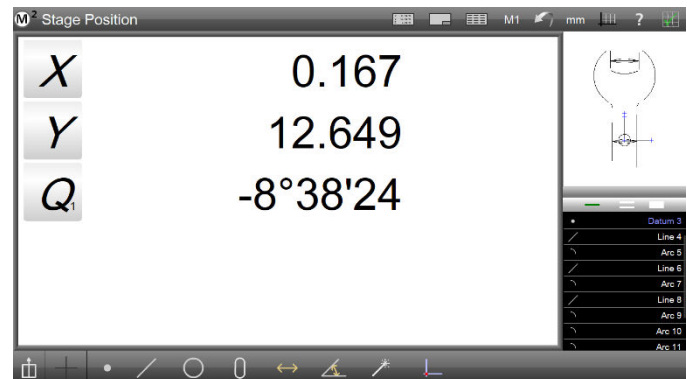 M² Stage Position
M1
mm
?
X 0.167
Y 12.649
Q1 -8°38'24
Datum 3
Line 4
Arc 5
Line 6
Arc 7
Line 8
Arc 9
Arc 10
Arc 11